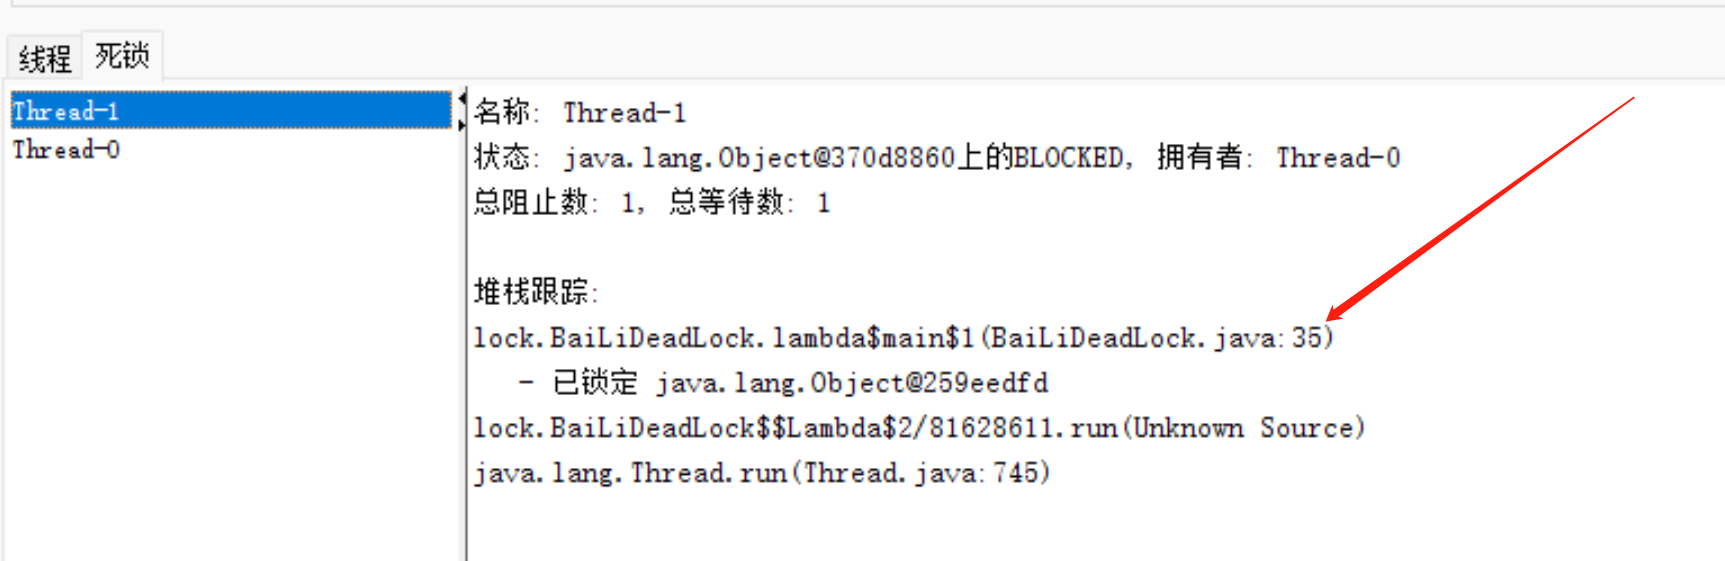 线程 死锁
Thread-1
Thread-0
名称: Thread-1
状态: java.lang.Object@370d8860上的BLOCKED, 拥有者: Thread-0
总阻止数: 1, 总等待数: 1
堆栈跟踪:
lock.BaiLiDeadLock.lambda$main$1(BaiLiDeadLock.java:35)
- 已锁定 java.lang.Object@259eedfd
lock.BaiLiDeadLock$$Lambda$2/81628611.run(Unknown Source)
java.lang.Thread.run(Thread.java:745)